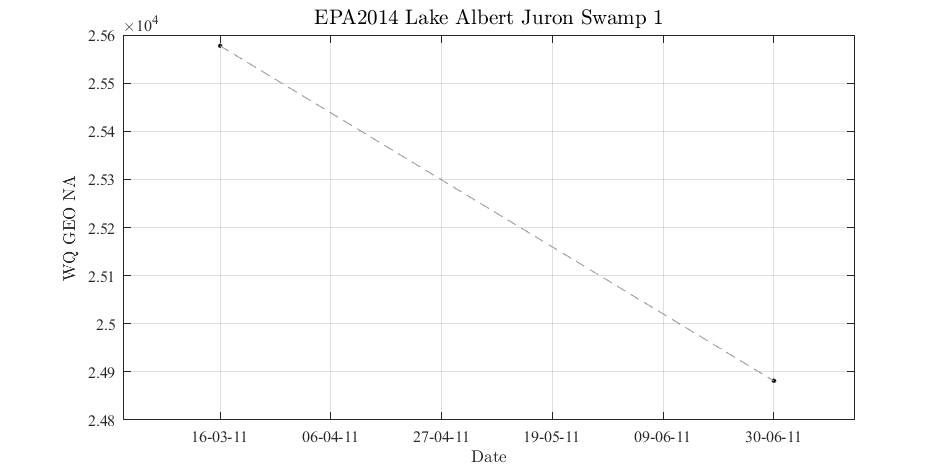 EPA2014 Lake Albert Juron Swamp 1
×10^4
2.56
2.55
2.54
2.53
2.52
2.51
2.5
2.49
2.48
WQ GEO NA
16-03-11 06-04-11 27-04-11 19-05-11 09-06-11 30-06-11
Date